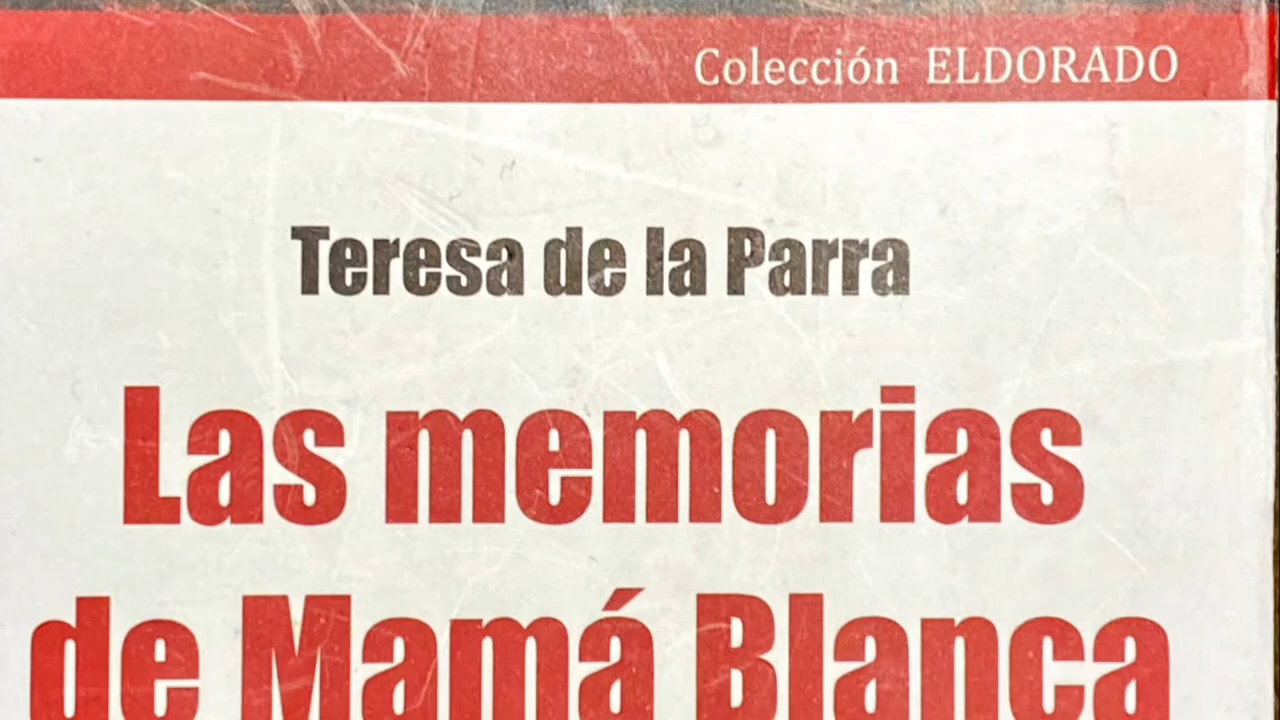 Colección ELDORADO
Teresa de la Parra
Las memorias
de Mamá Blanca